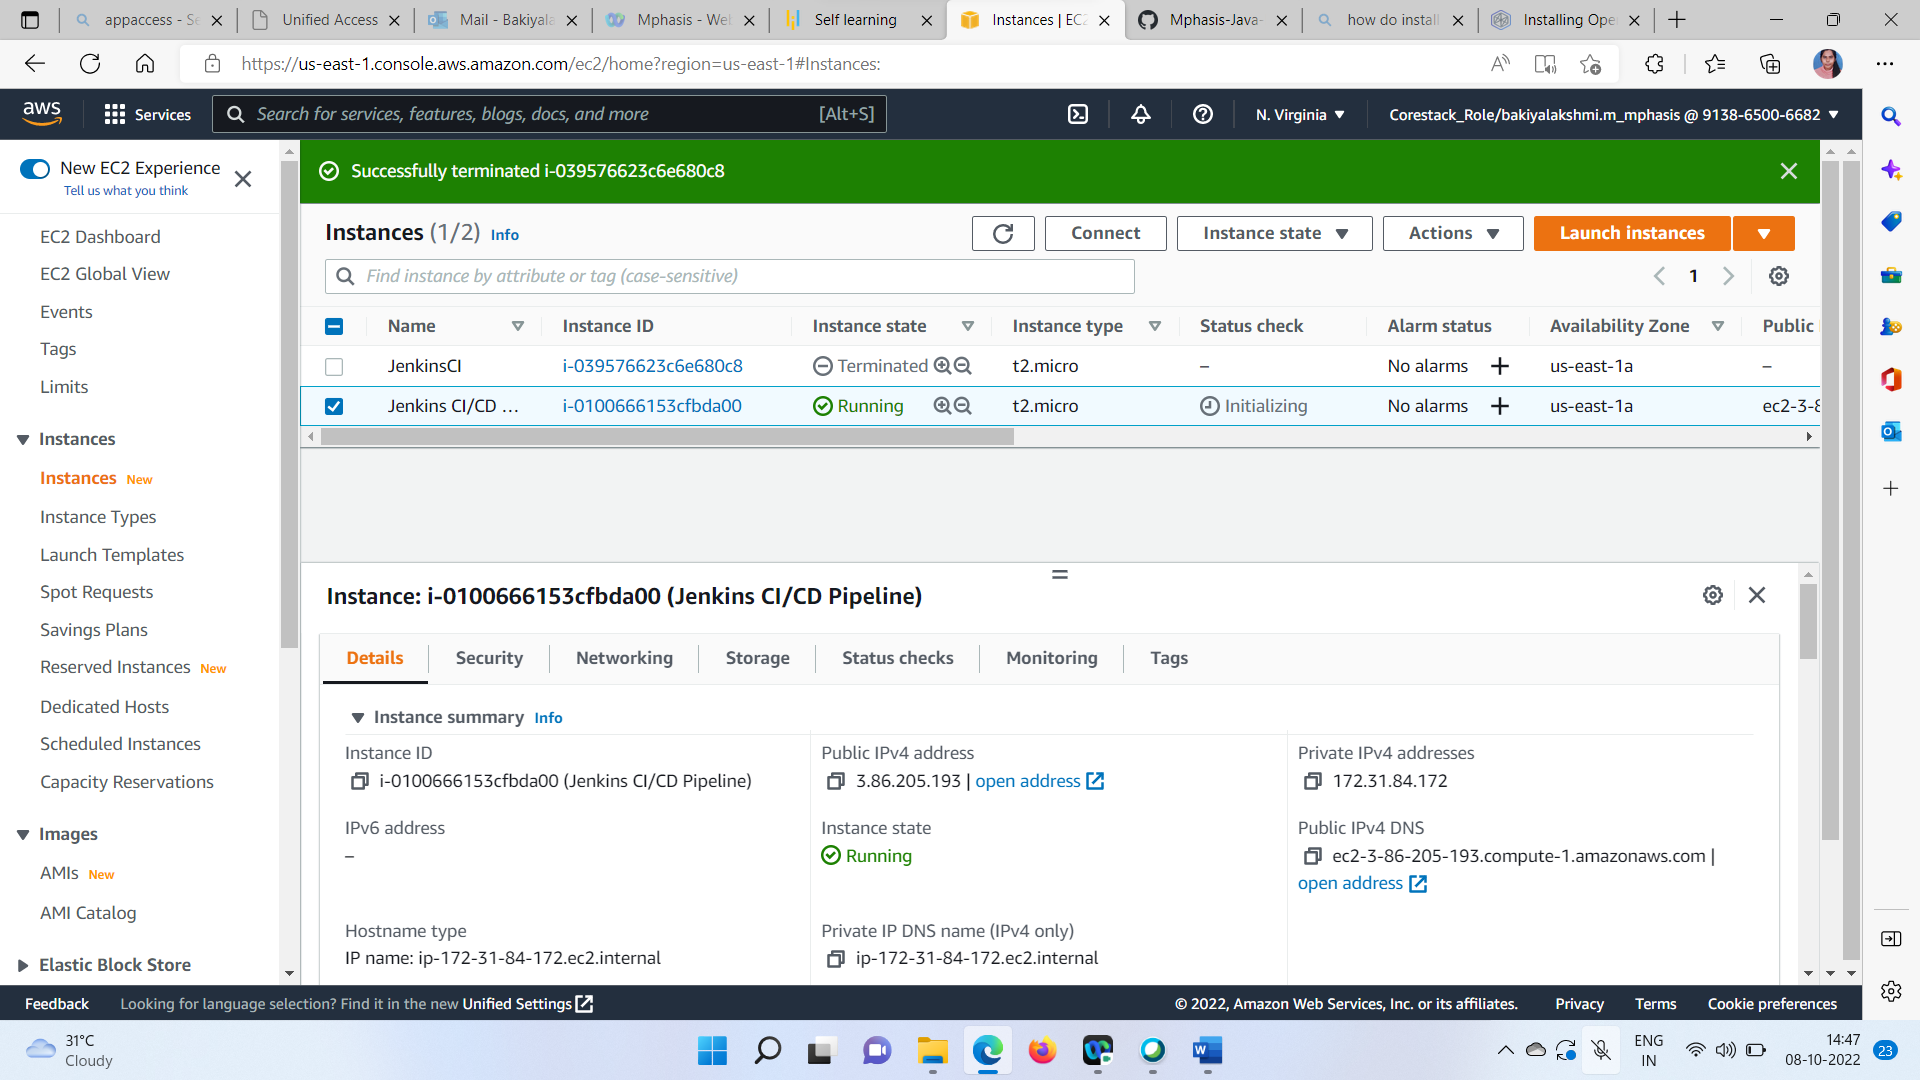 appaccess - Se
Unified Access
Mail - Bakiyala
Mphasis - Web
Self learning
Instances | EC2
Mphasis-Java-
how do install
Installing Ope
https://us-east-1.console.aws.amazon.com/ec2/home?region=us-east-1#Instances:
aws
Services
Search for services, features, blogs, docs, and more
[Alt+S]
N. Virginia
Corestack_Role/bakiyalakshmi.m_mphasis @ 9138-6500-6682
New EC2 Experience
Tell us what you think
EC2 Dashboard
EC2 Global View
Events
Tags
Limits
Instances
Instances New
Instance Types
Launch Templates
Spot Requests
Savings Plans
Reserved Instances New
Dedicated Hosts
Scheduled Instances
Capacity Reservations
Images
AMIs New
AMI Catalog
Elastic Block Store
Successfully terminated i-039576623c6e680c8
Instances (1/2) Info
Connect
Instance state
Actions
Launch instances
Find instance by attribute or tag (case-sensitive)
1
Name Instance ID Instance state Instance type Status check Alarm status Availability Zone Public
JenkinsCI i-039576623c6e680c8 Terminated t2.micro – No alarms + us-east-1a –
Jenkins CI/CD ... i-0100666153cfbda00 Running t2.micro Initializing No alarms + us-east-1a ec2-3-8
Instance: i-0100666153cfbda00 (Jenkins CI/CD Pipeline)
Details Security Networking Storage Status checks Monitoring Tags
Instance summary Info
Instance ID
i-0100666153cfbda00 (Jenkins CI/CD Pipeline)
Public IPv4 address
3.86.205.193 | open address
Private IPv4 addresses
172.31.84.172
IPv6 address
–
Instance state
Running
Public IPv4 DNS
ec2-3-86-205-193.compute-1.amazonaws.com |
open address
Hostname type
IP name: ip-172-31-84-172.ec2.internal
Private IP DNS name (IPv4 only)
ip-172-31-84-172.ec2.internal
Feedback
Looking for language selection? Find it in the new Unified Settings
© 2022, Amazon Web Services, Inc. or its affiliates.
Privacy
Terms
Cookie preferences
31°C
Cloudy
ENG
IN
14:47
08-10-2022
23